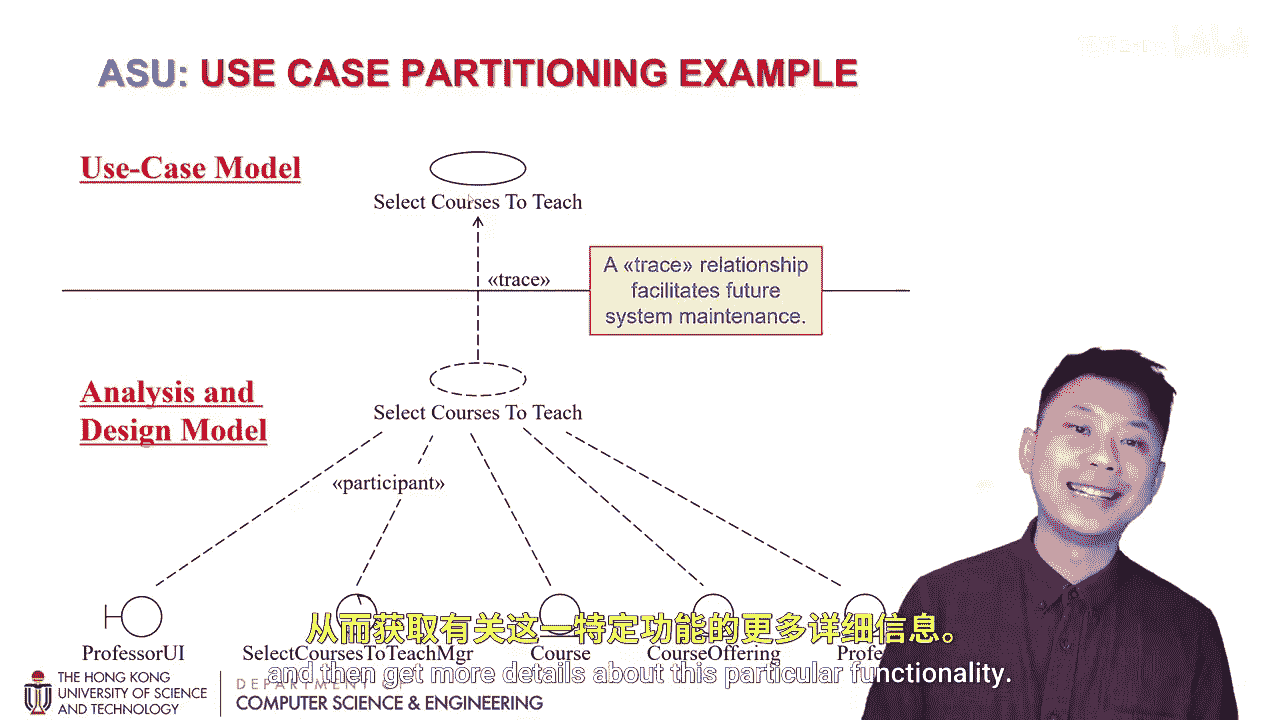 ASU: USE CASE PARTITIONING EXAMPLE
Use-Case Model
Select Courses To Teach
«trace»
A «trace» relationship
facilitates future
system maintenance.
Analysis and
Design Model
Select Courses To Teach
«participant»
从而获取有关这一特定功能的更多详细信息。
ProfessorUI
SelectCoursesToTeachMgr
Course
CourseOffering
and then get more details about this particular functionality.
THE HONG KONG
UNIVERSITY OF SCIENCE
AND TECHNOLOGY
DEPARTMENT OF
COMPUTER SCIENCE & ENGINEERING